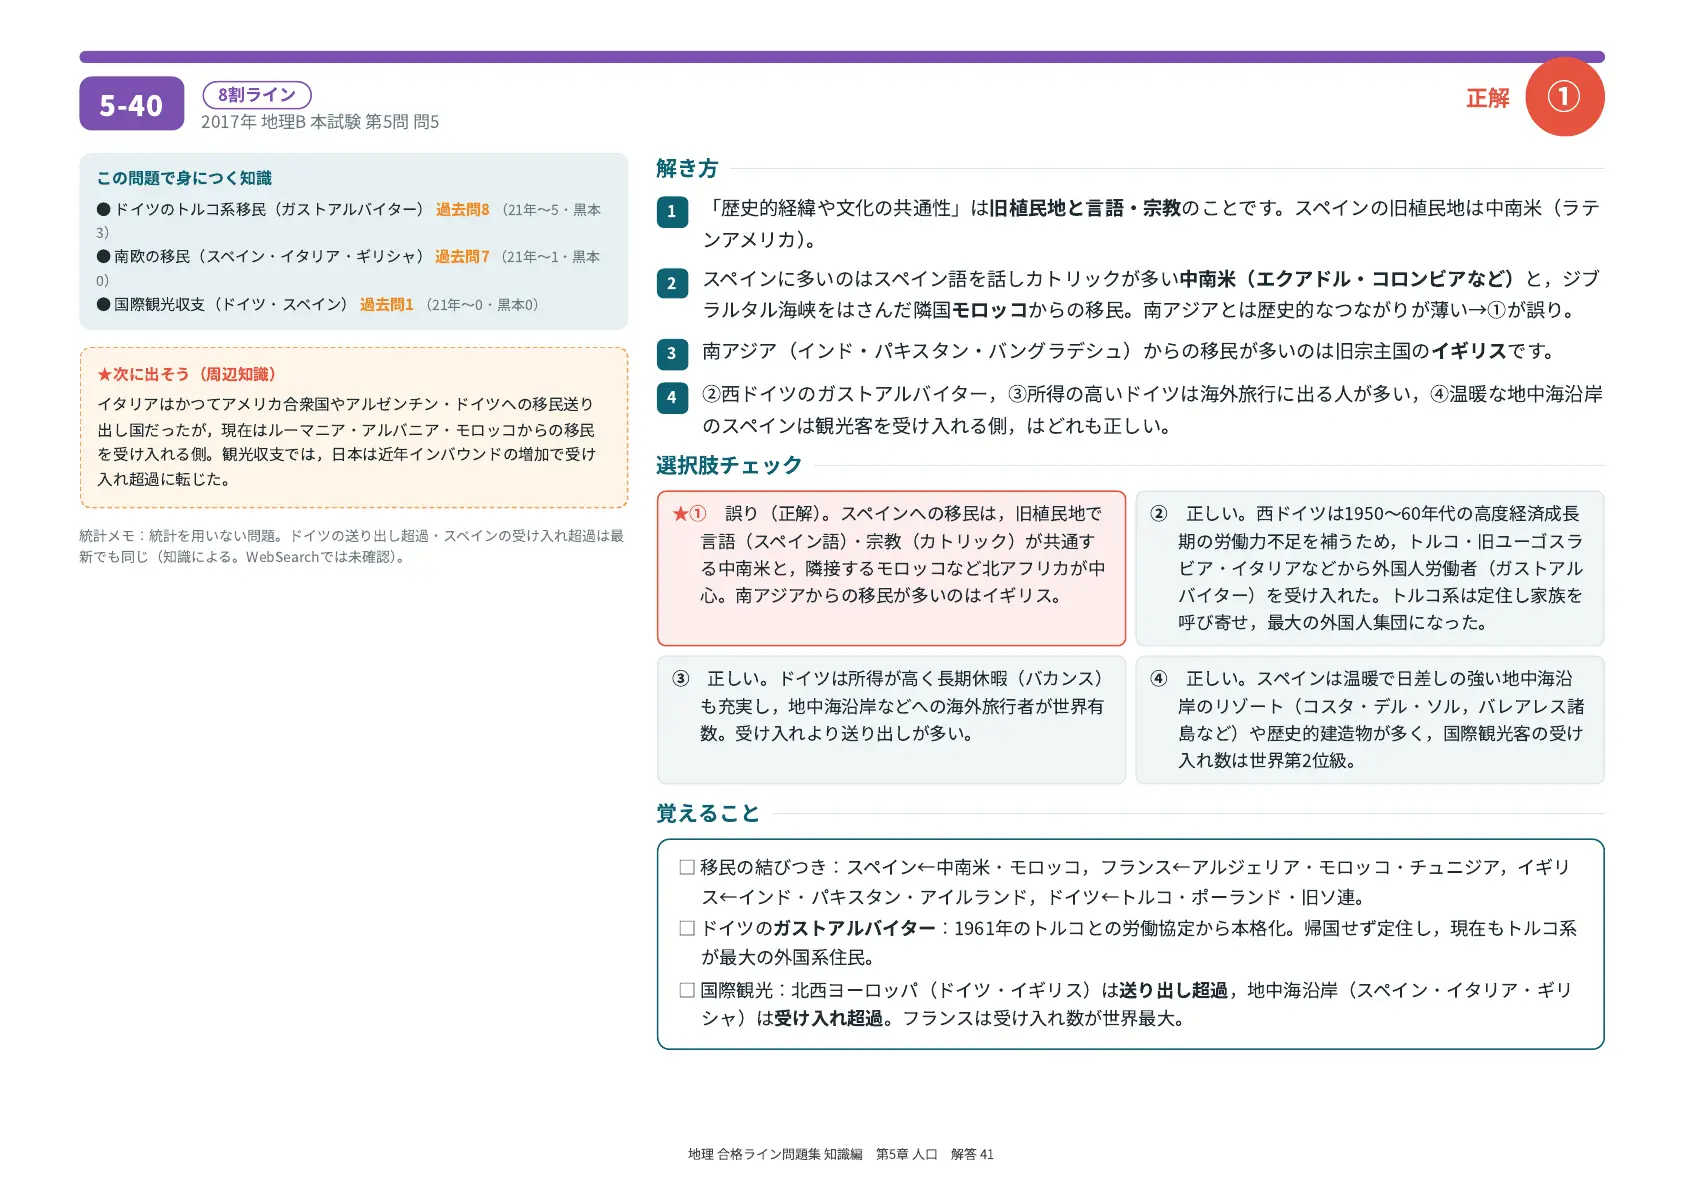 5-40
8割ライン
2017年 地理B 本試験 第5問 問5
正解 ①
この問題で身につく知識
● ドイツのトルコ系移民（ガストアルバイター） 過去問8 （21年〜5・黒本
3）
● 南欧の移民（スペイン・イタリア・ギリシャ） 過去問7 （21年〜1・黒本
0）
● 国際観光収支（ドイツ・スペイン） 過去問1 （21年〜0・黒本0）
★次に出そう（周辺知識）
イタリアはかつてアメリカ合衆国やアルゼンチン・ドイツへの移民送り
出し国だったが，現在はルーマニア・アルバニア・モロッコからの移民
を受け入れる側。観光収支では，日本は近年インバウンドの増加で受け
入れ超過に転じた。
統計メモ：統計を用いない問題。ドイツの送り出し超過・スペインの受け入れ超過は最
新でも同じ（知識による。WebSearchでは未確認）。
解き方
1 「歴史的経緯や文化の共通性」は旧植民地と言語・宗教のことです。スペインの旧植民地は中南米（ラテ
ンアメリカ）。
2 スペインに多いのはスペイン語を話しカトリックが多い中南米（エクアドル・コロンビアなど）と，ジブ
ラルタル海峡をはさんだ隣国モロッコからの移民。南アジアとは歴史的なつながりが薄い→①が誤り。
3 南アジア（インド・パキスタン・バングラデシュ）からの移民が多いのは旧宗主国のイギリスです。
4 ②西ドイツのガストアルバイター，③所得の高いドイツは海外旅行に出る人が多い，④温暖な地中海沿岸
のスペインは観光客を受け入れる側，はどれも正しい。
選択肢チェック
★① 誤り（正解）。スペインへの移民は，旧植民地で
言語（スペイン語）・宗教（カトリック）が共通す
る中南米と，隣接するモロッコなど北アフリカが中
心。南アジアからの移民が多いのはイギリス。
② 正しい。西ドイツは1950〜60年代の高度経済成長
期の労働力不足を補うため，トルコ・旧ユーゴスラ
ビア・イタリアなどから外国人労働者（ガストアル
バイター）を受け入れた。トルコ系は定住し家族を
呼び寄せ，最大の外国人集団になった。
③ 正しい。ドイツは所得が高く長期休暇（バカンス）
も充実し，地中海沿岸などへの海外旅行者が世界有
数。受け入れより送り出しが多い。
④ 正しい。スペインは温暖で日差しの強い地中海沿
岸のリゾート（コスタ・デル・ソル，バレアレス諸
島など）や歴史的建造物が多く，国際観光客の受け
入れ数は世界第2位級。
覚えること
□ 移民の結びつき：スペイン←中南米・モロッコ，フランス←アルジェリア・モロッコ・チュニジア，イギリ
ス←インド・パキスタン・アイルランド，ドイツ←トルコ・ポーランド・旧ソ連。
□ ドイツのガストアルバイター：1961年のトルコとの労働協定から本格化。帰国せず定住し，現在もトルコ系
が最大の外国系住民。
□ 国際観光：北西ヨーロッパ（ドイツ・イギリス）は送り出し超過，地中海沿岸（スペイン・イタリア・ギリ
シャ）は受け入れ超過。フランスは受け入れ数が世界最大。
地理 合格ライン問題集 知識編 第5章 人口 解答 41